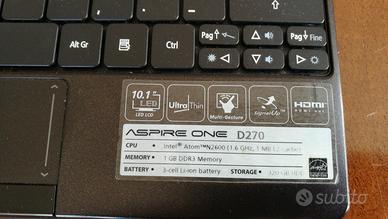 Alt Gr
Ctrl
Pag
Pag Fine
10.1"
LED
LED LCD
UltraThin
Multi-Gesture
SignalUp
HDMI
ASPIRE ONE D270
CPU : Intel® Atom™N2600 (1.6 GHz, 1 MB L2 cache)
MEMORY : 1 GB DDR3 Memory
BATTERY : 3-cell Li-ion battery STORAGE : 320 GB HDD
subito